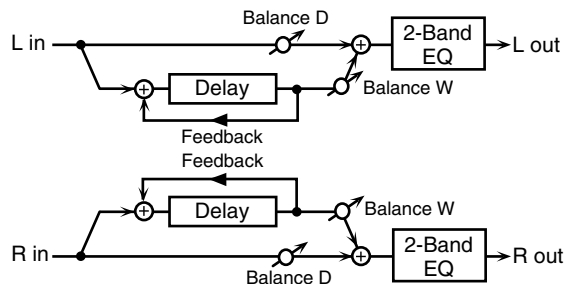 Balance D
L in
2-Band
EQ
L out
Delay
Balance W
Feedback
Feedback
Delay
Balance W
R in
2-Band
EQ
R out
Balance D